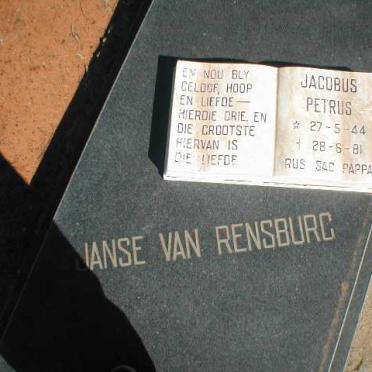 EN NOU BLY
GELOOF, HOOP
EN LIEFDE—
HIERDIE DRIE, EN
DIE GROOTSTE
HIERVAN IS
DIE LIEFDE
JACOBUS
PETRUS
☆ 27-5-44
† 28-6-81
RUS SAG PAPPA
JANSE VAN RENSBURG